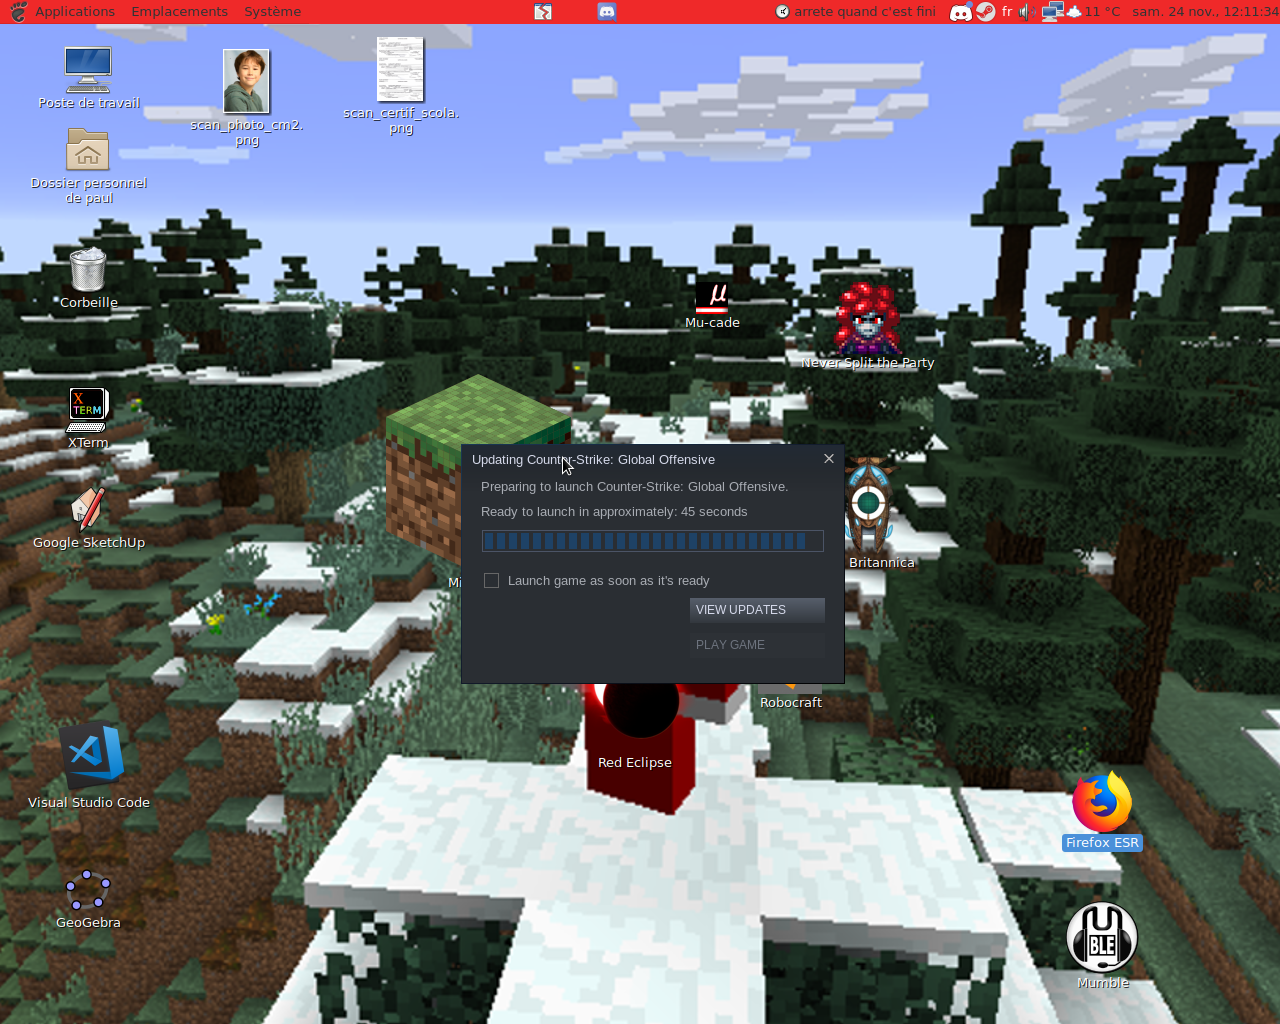 Applications Emplacements Système
arrete quand c'est fini fr 11 °C sam. 24 nov., 12:11:34
Poste de travail
scan_photo_cm2.
png
scan_certif_scola.
png
Dossier personnel
de paul
Corbeille
Mu-cade
Never Split the Party
X
TERM
XTerm
Updating Counter-Strike: Global Offensive
Preparing to launch Counter-Strike: Global Offensive.
Ready to launch in approximately: 45 seconds
Launch game as soon as it's ready
VIEW UPDATES
PLAY GAME
Google SketchUp
Britannica
Mi
Robocraft
Red Eclipse
Visual Studio Code
Firefox ESR
GeoGebra
BLE
Mumble